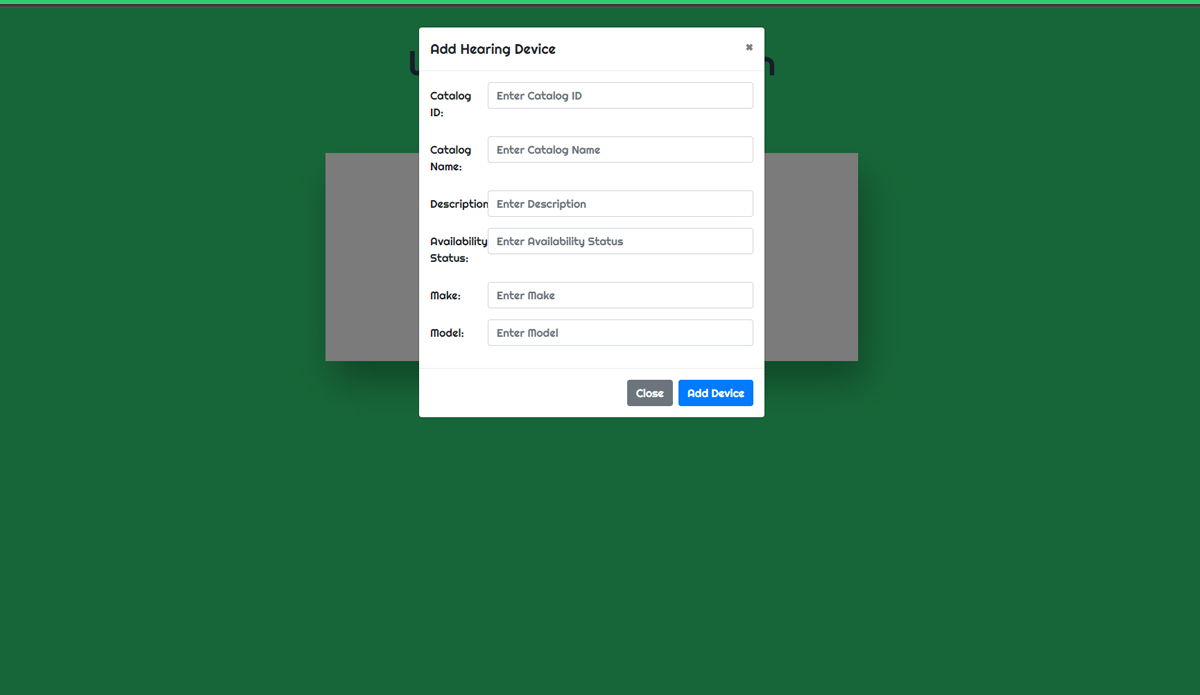 Add Hearing Device ×
Catalog ID:
Enter Catalog ID
Catalog Name:
Enter Catalog Name
Description
Enter Description
Availability Status:
Enter Availability Status
Make:
Enter Make
Model:
Enter Model
Close
Add Device